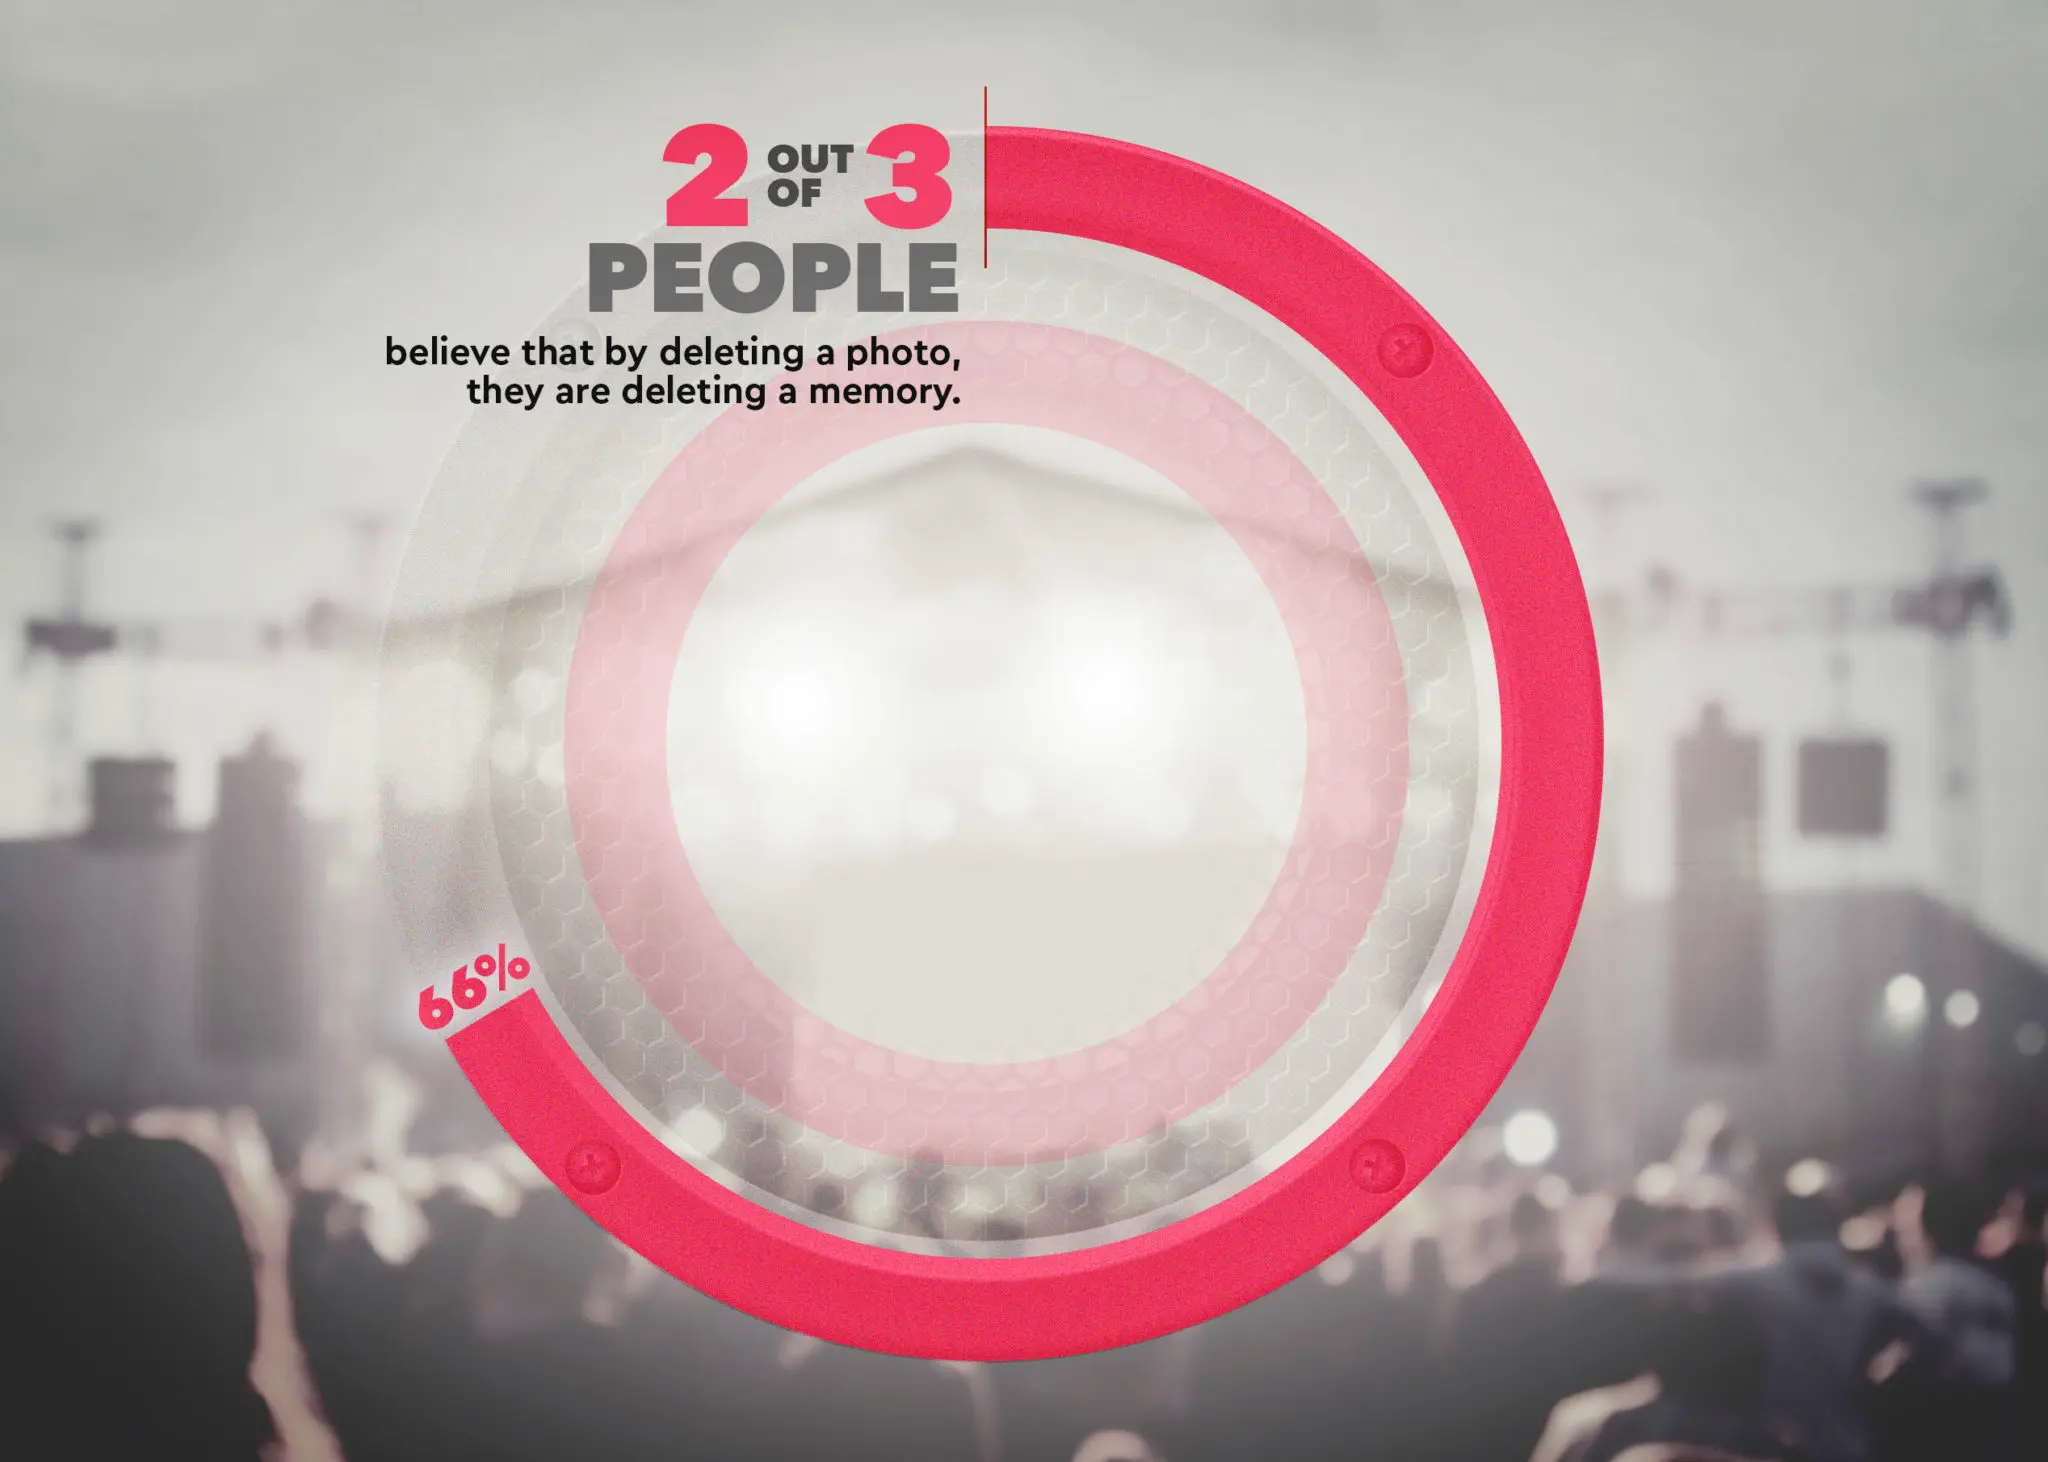 2 OUT OF 3
PEOPLE
believe that by deleting a photo,
they are deleting a memory.
66%